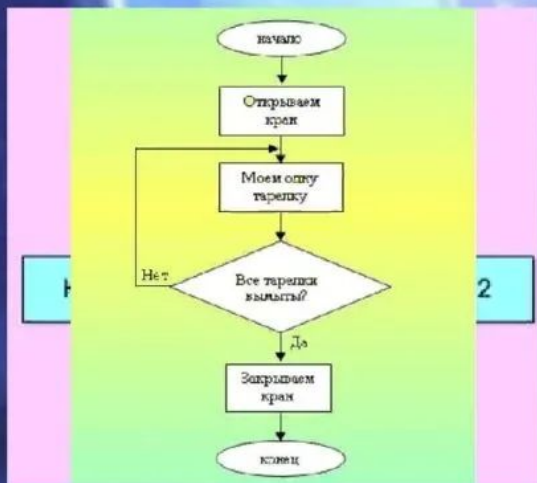 начало
Открываем
кран
Моем одну
тарелку
Нет
Все тарелки
вымыты?
2
Да
Закрываем
кран
конец